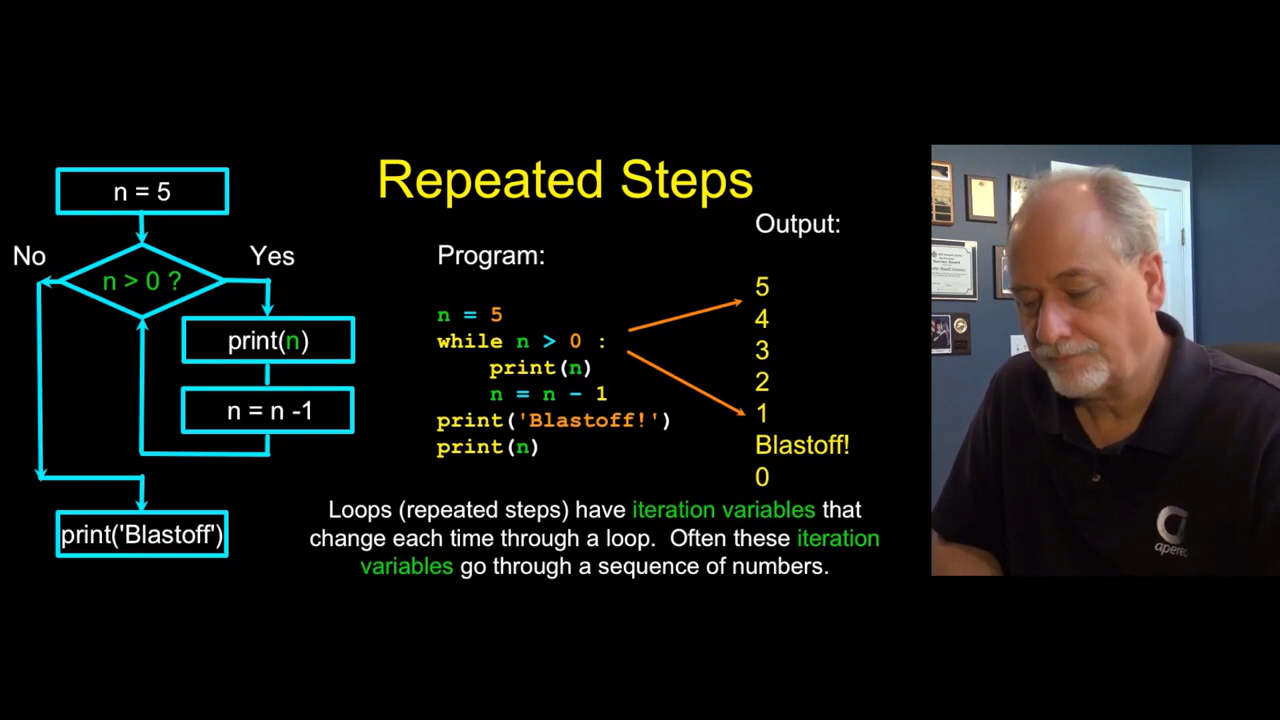 Repeated Steps
n = 5
No
n > 0 ?
Yes
print(n)
n = n -1
print('Blastoff')
Program:
n = 5
while n > 0 :
    print(n)
    n = n - 1
print('Blastoff!')
print(n)
Output:
5
4
3
2
1
Blastoff!
0
Loops (repeated steps) have iteration variables that
change each time through a loop.  Often these iteration
variables go through a sequence of numbers.